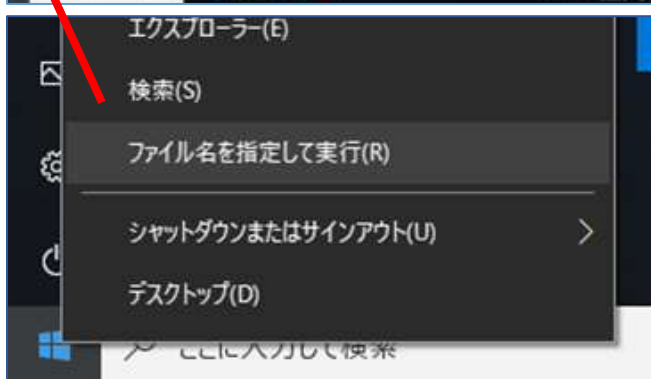 エクスプローラー(E)
検索(S)
ファイル名を指定して実行(R)
シャットダウンまたはサインアウト(U)
デスクトップ(D)
ここに入力して検索